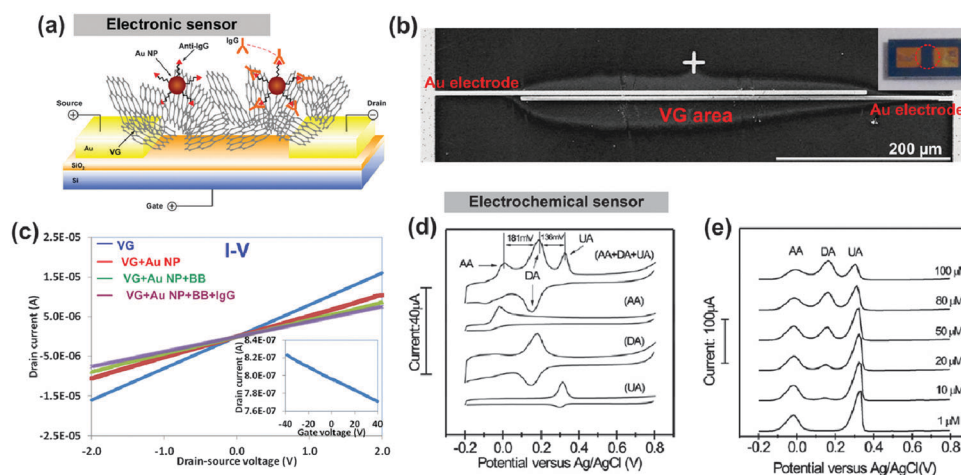 (a)
Electronic sensor
Au NP
Anti-IgG
IgG
Source
Drain
Au
VG
SiO₂
Si
Gate
(b)
Au electrode
Au electrode
VG area
200 µm
(c)
I-V
VG
VG+Au NP
VG+Au NP+BB
VG+Au NP+BB+IgG
Drain current (A)
2.5E-05
1.5E-05
5.0E-06
-5.0E-06
-1.5E-05
-2.5E-05
-2.0
-1.0
0.0
1.0
2.0
Drain-source voltage (V)
Drain current (A)
8.4E-07
8.2E-07
8.0E-07
7.8E-07
7.6E-07
-40
-20
0
20
40
Gate voltage (V)
Electrochemical sensor
(d)
181mV
136mV
UA
AA
DA
(AA+DA+UA)
(AA)
(DA)
(UA)
Current:40µA
-0.2
0.0
0.2
0.4
0.6
0.8
Potential versus Ag/AgCl(V)
(e)
AA
DA
UA
100 µM
80 µM
50 µM
20 µM
10 µM
1 µM
Current: 100µA
-0.2
0.0
0.2
0.4
0.6
0.8
Potential versus Ag/AgCl (V)